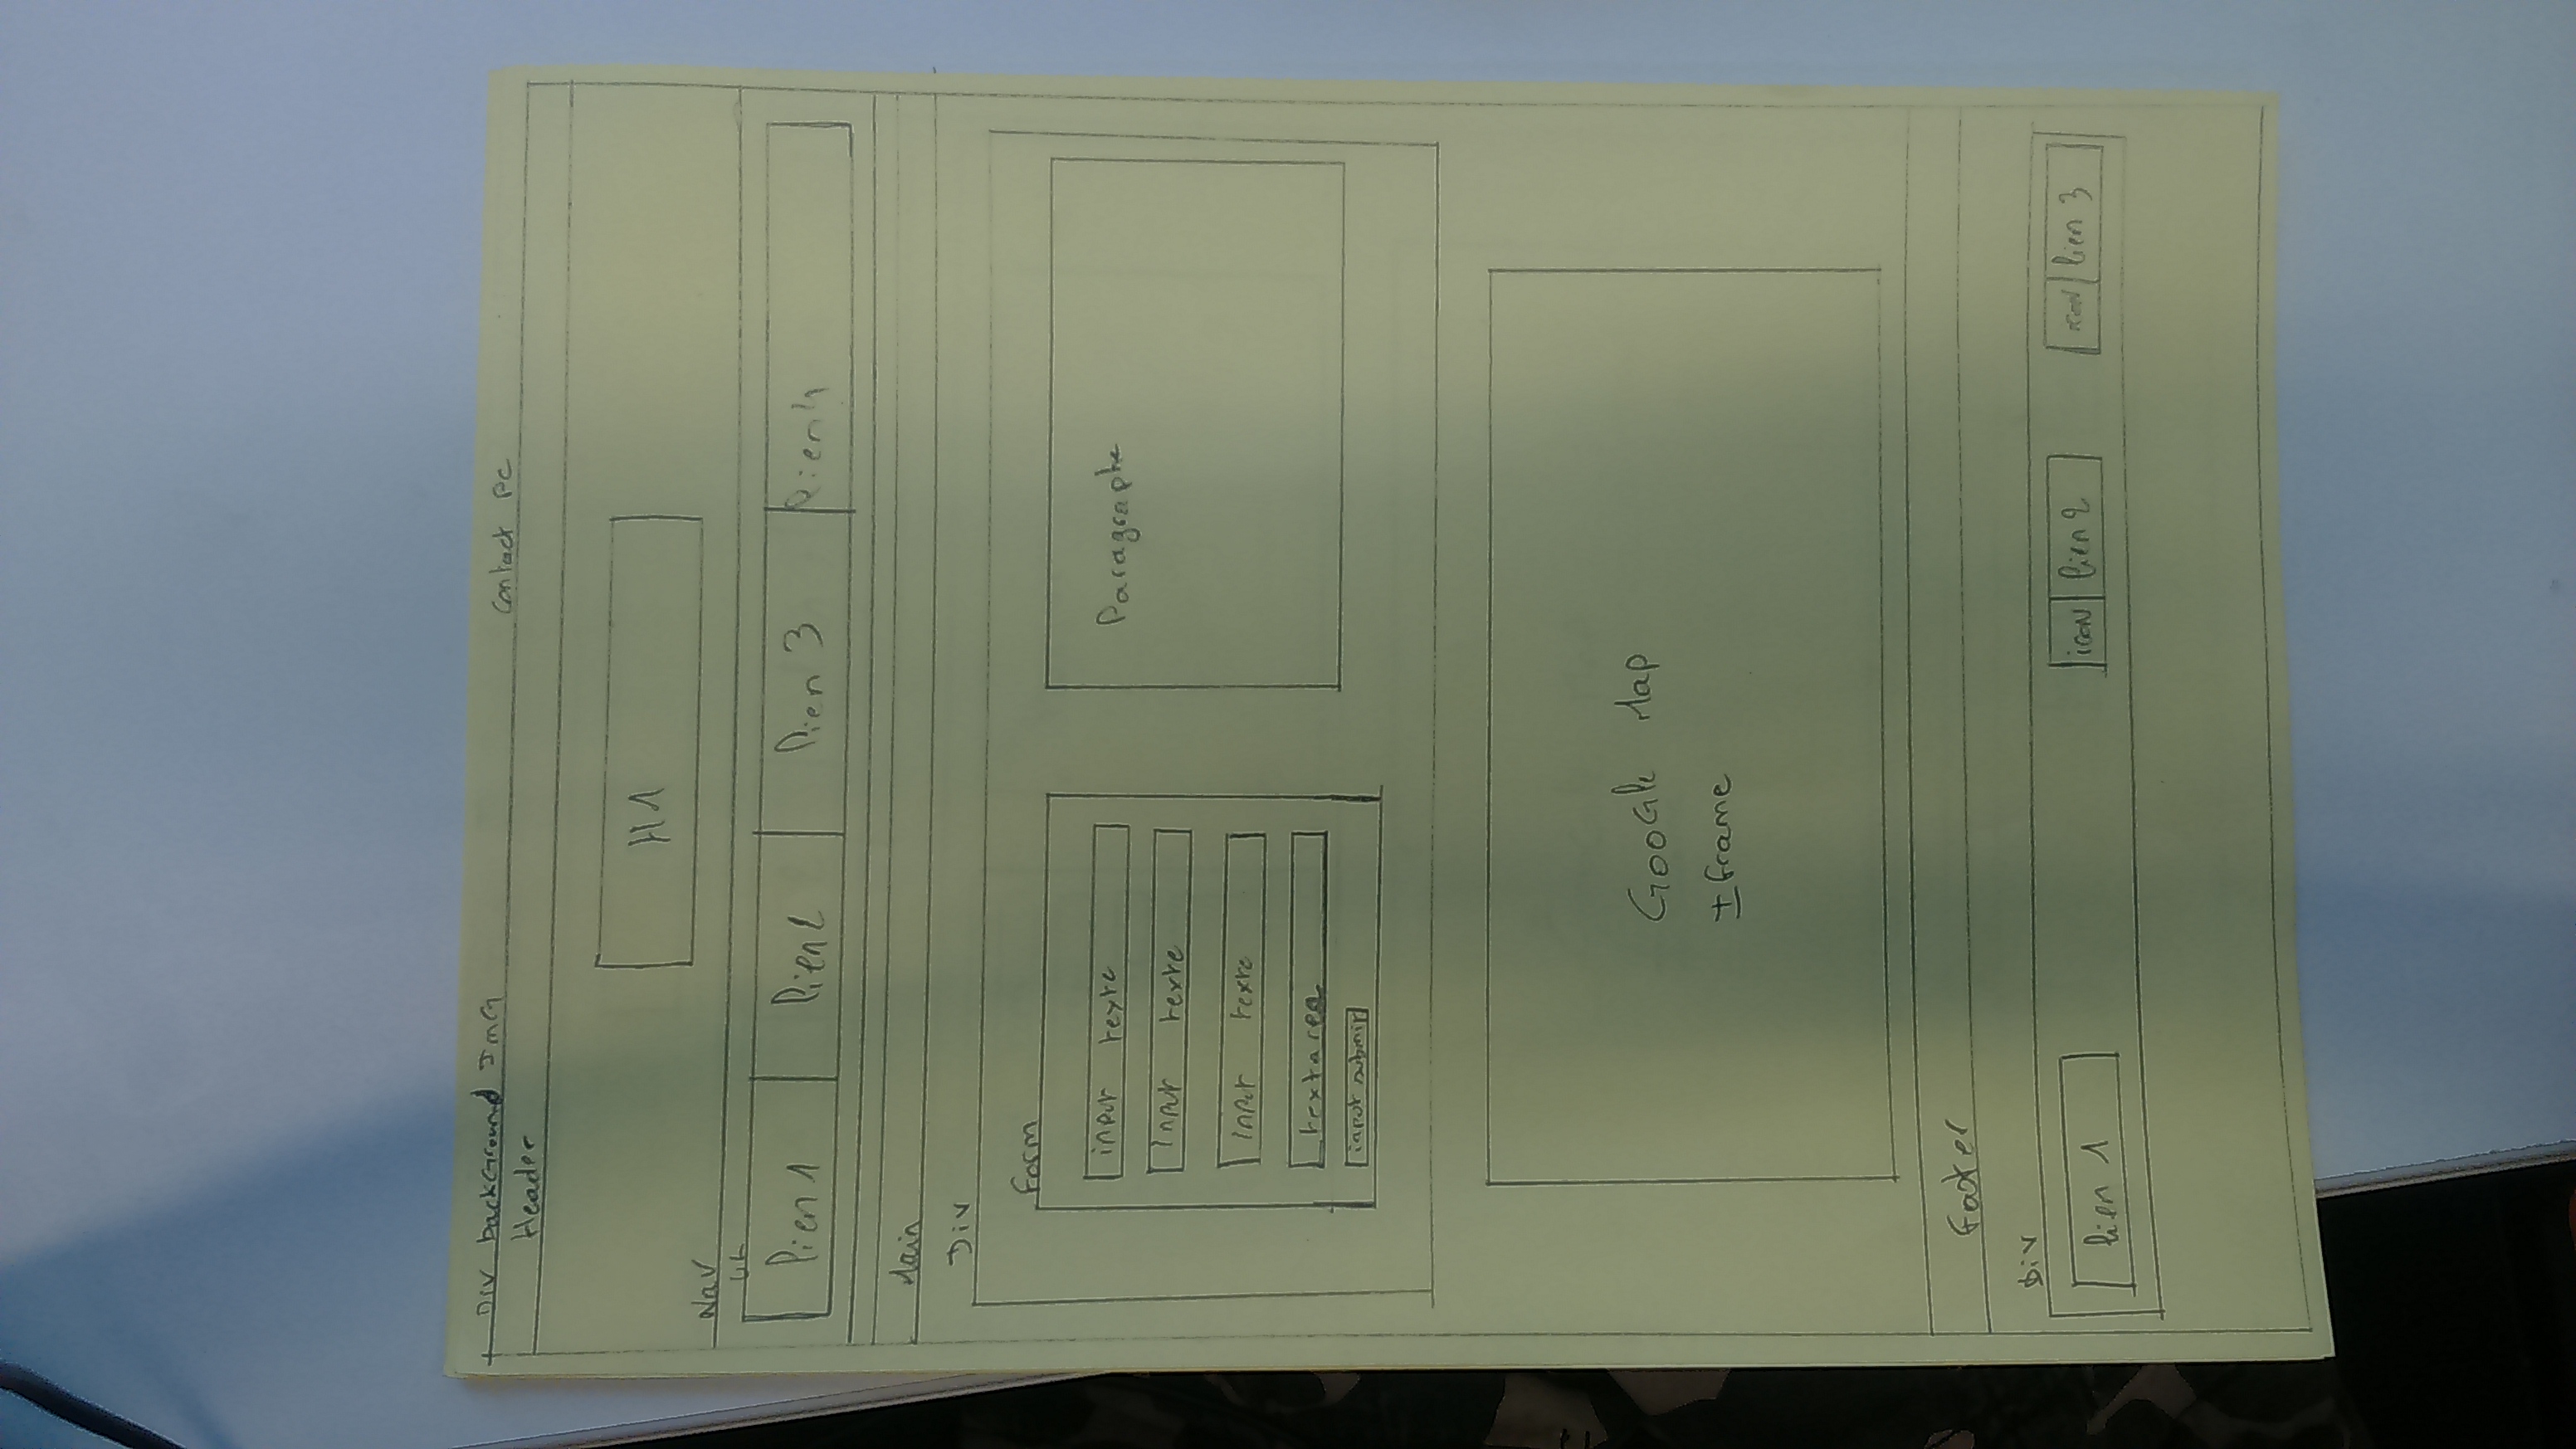 Div backGround ImG
Contact PC
Header
H1
Nav
UL
lien 1 lien 2 lien 3 lien 4
Main
Div
Form
input texte
Paragraphe
Input texte
Input texte
textarea
input submit
GooGle Map
Iframe
Footer
Div
lien 1 icon lien 2 icon lien 3